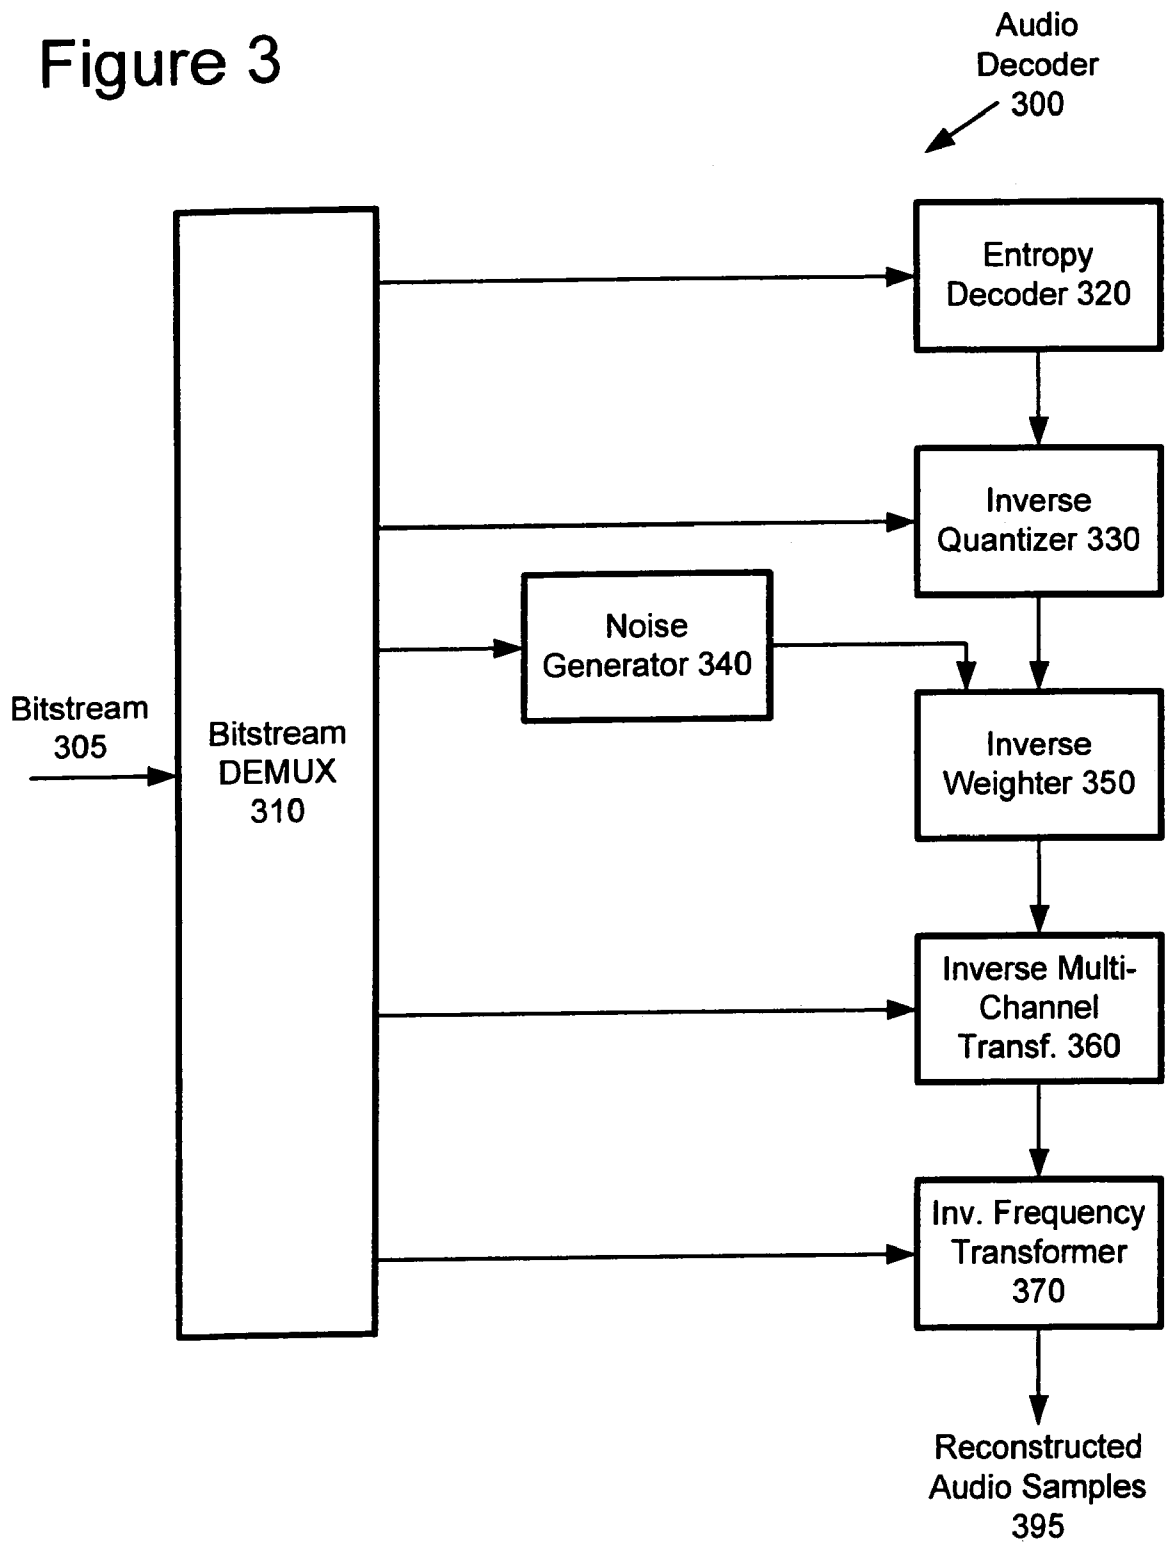 Figure 3
Audio
Decoder
300
Entropy
Decoder 320
Inverse
Quantizer 330
Noise
Generator 340
Bitstream
305
Bitstream
DEMUX
310
Inverse
Weighter 350
Inverse Multi-
Channel
Transf. 360
Inv. Frequency
Transformer
370
Reconstructed
Audio Samples
395